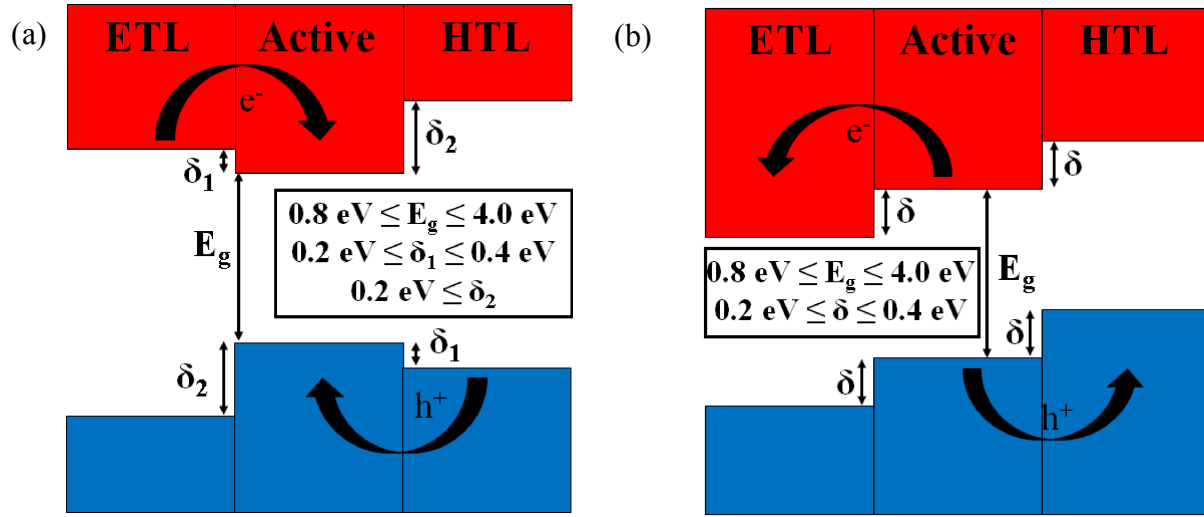 (a)
ETL Active HTL
e⁻
δ₂
δ₁
E_g
0.8 eV ≤ E_g ≤ 4.0 eV
0.2 eV ≤ δ₁ ≤ 0.4 eV
0.2 eV ≤ δ₂
δ₁
δ₂
h⁺
(b)
ETL Active HTL
e⁻
δ
δ
0.8 eV ≤ E_g ≤ 4.0 eV
0.2 eV ≤ δ ≤ 0.4 eV
E_g
δ
δ
h⁺